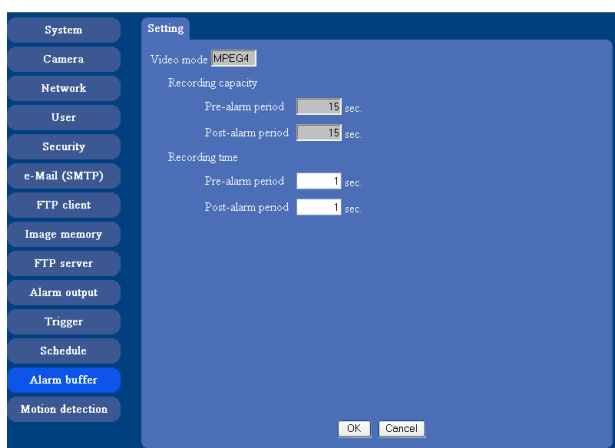 System
Camera
Network
User
Security
e-Mail (SMTP)
FTP client
Image memory
FTP server
Alarm output
Trigger
Schedule
Alarm buffer
Motion detection
Setting
Video mode MPEG4
Recording capacity
Pre-alarm period 15 sec.
Post-alarm period 15 sec.
Recording time
Pre-alarm period 1 sec.
Post-alarm period 1 sec.
OK Cancel